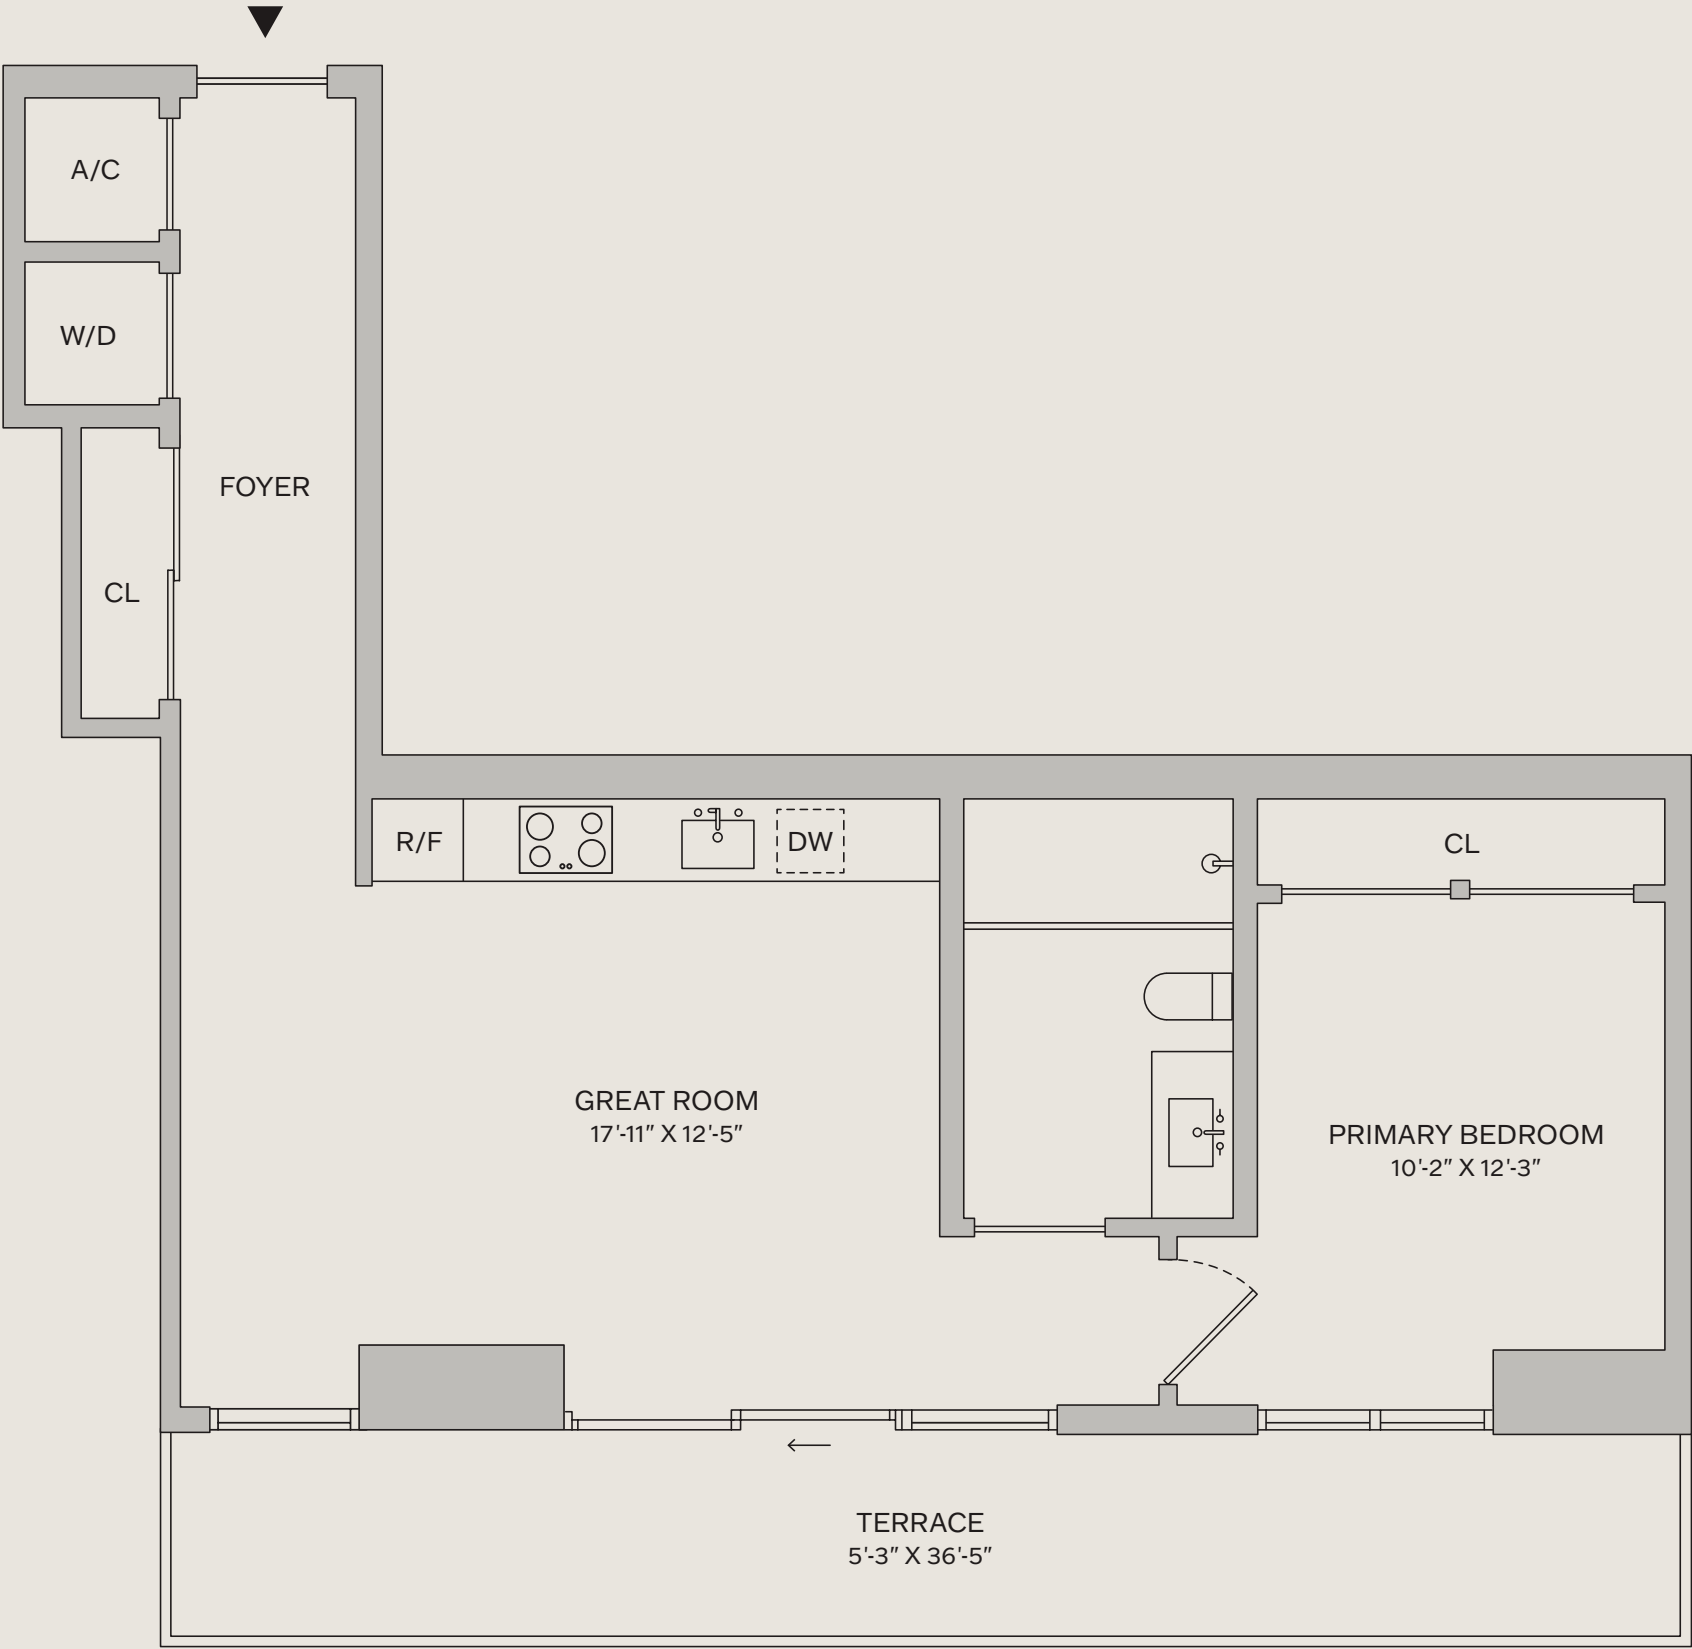 A/C
W/D
FOYER
CL
R/F
DW
CL
GREAT ROOM
17'-11" X 12'-5"
PRIMARY BEDROOM
10'-2" X 12'-3"
TERRACE
5'-3" X 36'-5"